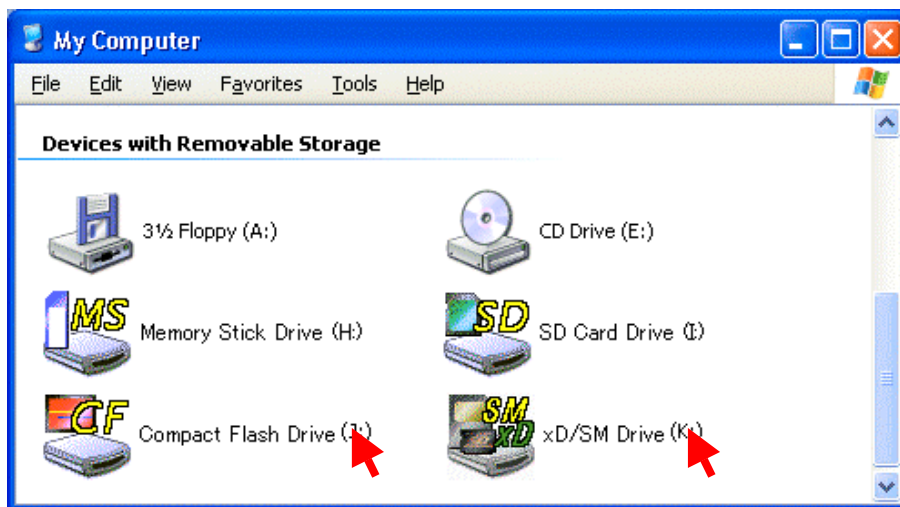 My Computer
File Edit View Favorites Tools Help
Devices with Removable Storage
3½ Floppy (A:)
CD Drive (E:)
MS
Memory Stick Drive (H:)
SD
SD Card Drive (I:)
CF
Compact Flash Drive (J:)
SM
xD
xD/SM Drive (K:)